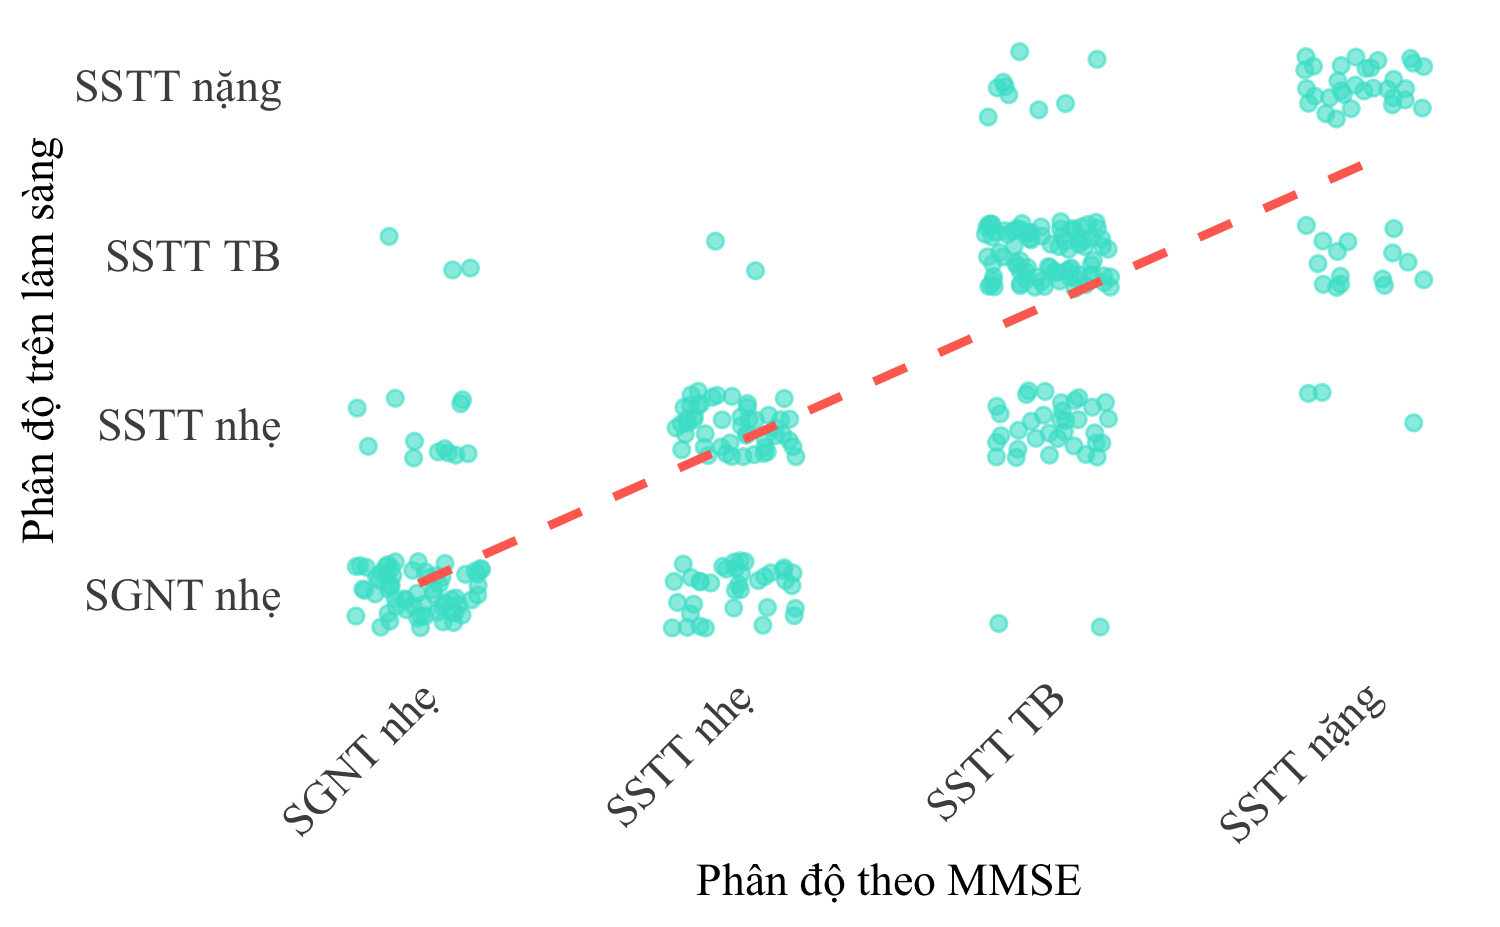 SSTT nặng
SSTT TB
SSTT nhẹ
SGNT nhẹ
Phân độ trên lâm sàng
SGNT nhẹ
SSTT nhẹ
SSTT TB
SSTT nặng
Phân độ theo MMSE